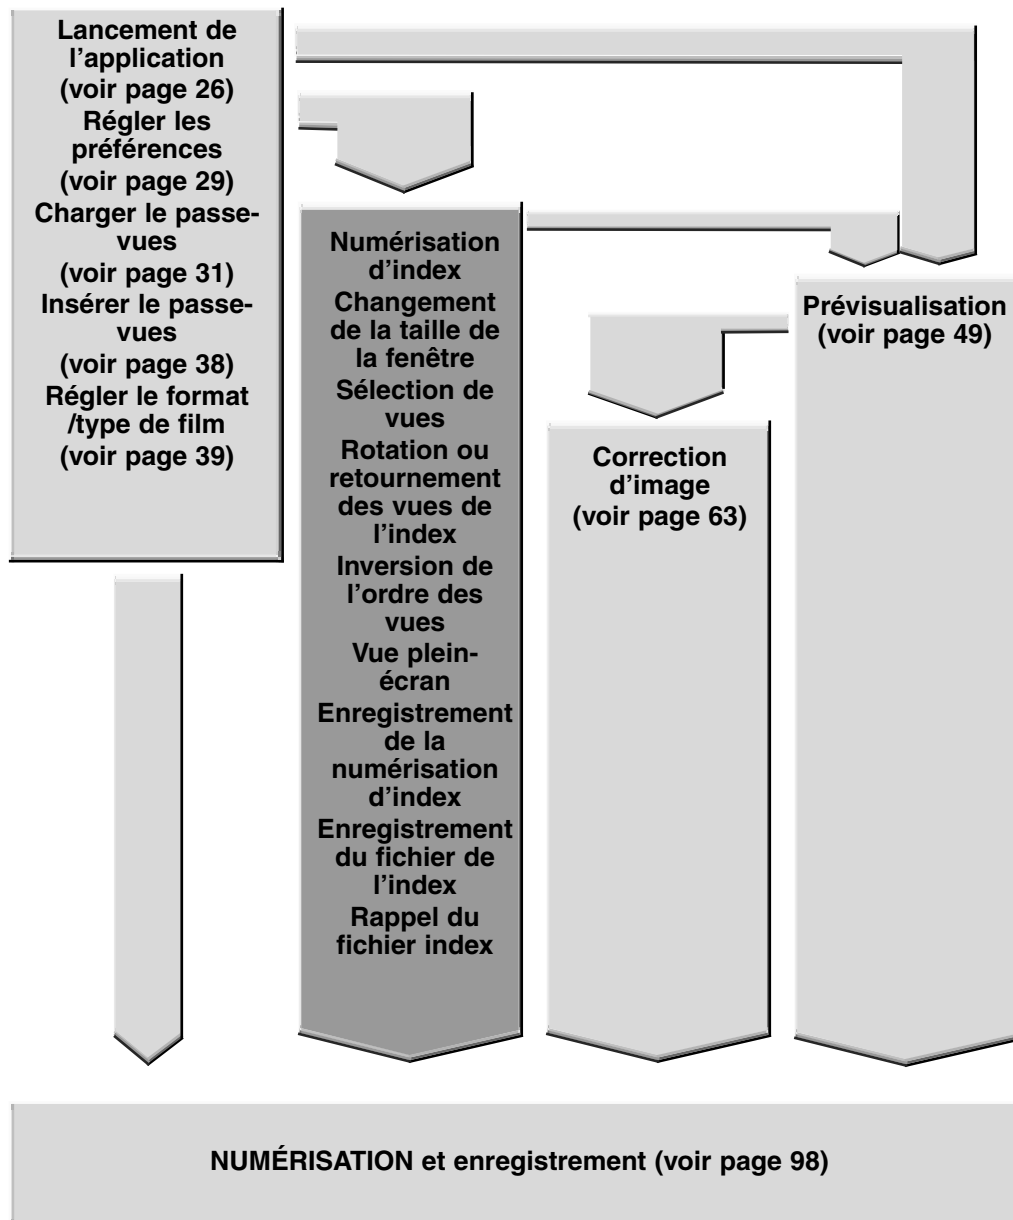 Lancement de
l'application
(voir page 26)
Régler les
préférences
(voir page 29)
Charger le passe-
vues
(voir page 31)
Insérer le passe-
vues
(voir page 38)
Régler le format
/type de film
(voir page 39)
Numérisation
d'index
Changement
de la taille de
la fenêtre
Sélection de
vues
Rotation ou
retournement
des vues de
l'index
Inversion de
l'ordre des
vues
Vue plein-
écran
Enregistrement
de la
numérisation
d'index
Enregistrement
du fichier de
l'index
Rappel du
fichier index
Correction
d'image
(voir page 63)
Prévisualisation
(voir page 49)
NUMÉRISATION et enregistrement (voir page 98)